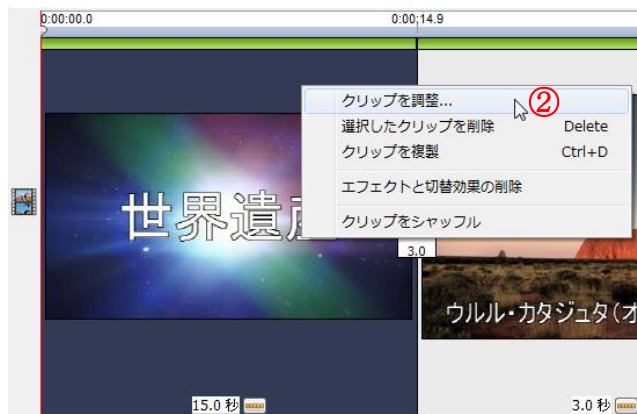 0:00:00.0
0:00:14.9
クリップを調整...
②
選択したクリップを削除 Delete
クリップを複製 Ctrl+D
エフェクトと切替効果の削除
クリップをシャッフル
世界遺産
3.0
ウルル・カタジュタ(オ
15.0 秒
3.0 秒